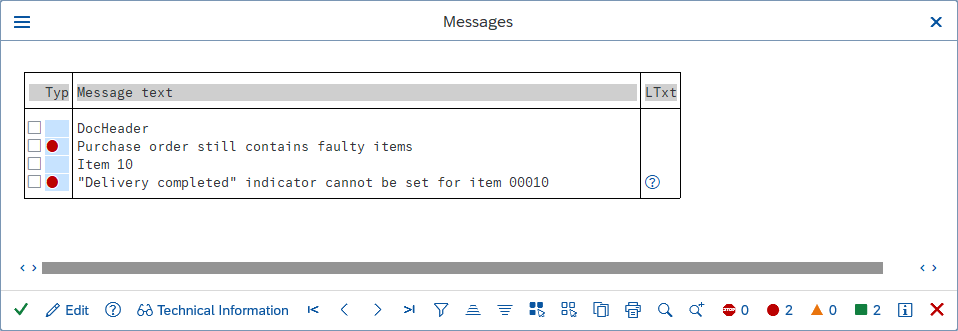 Messages
Typ Message text LTxt
DocHeader
Purchase order still contains faulty items
Item 10
"Delivery completed" indicator cannot be set for item 00010
Edit Technical Information STOP 0 2 0 2